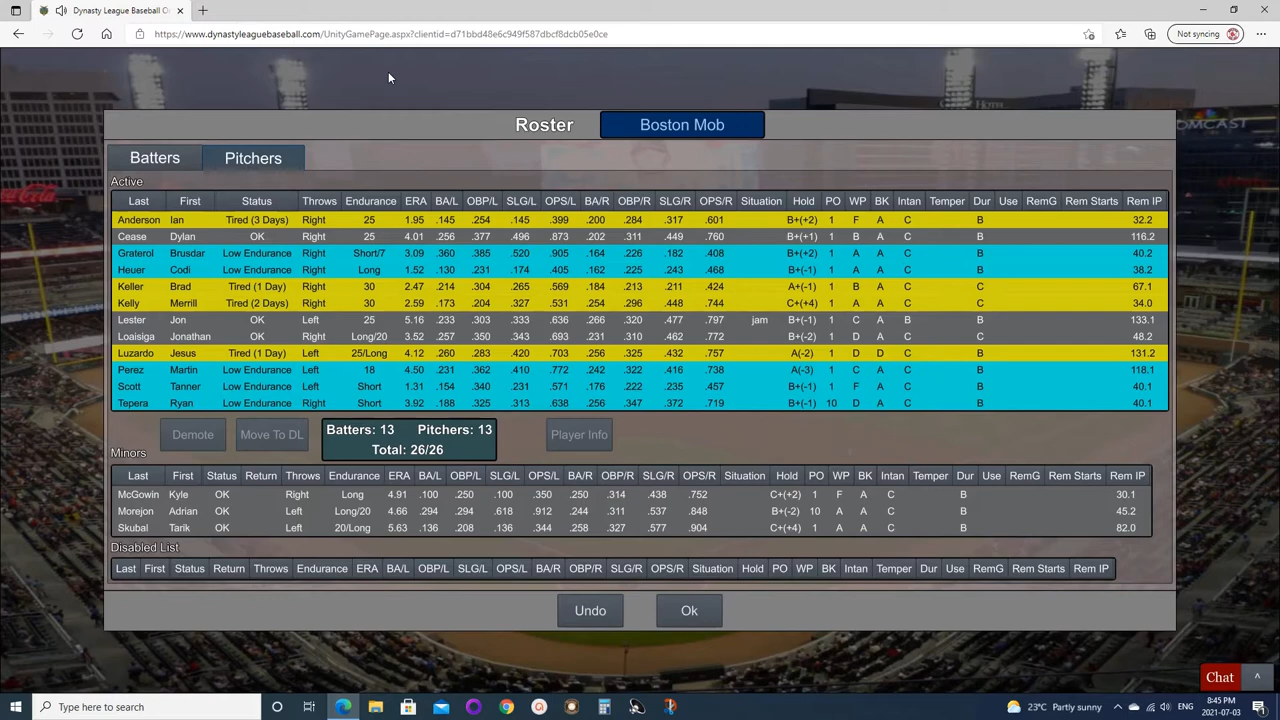 Dynasty League Baseball O
https://www.dynastyleaguebaseball.com/UnityGamePage.aspx?clientid=d71bbd48e6c949f587dbcf8dcb05e0ce
Not syncing
COMCAST
Roster Boston Mob
Batters Pitchers
Active
Last First Status Throws Endurance ERA BA/L OBP/L SLG/L OPS/L BA/R OBP/R SLG/R OPS/R Situation Hold PO WP BK Intan Temper Dur Use RemG Rem Starts Rem IP
Anderson Ian Tired (3 Days) Right 25 1.95 .145 .254 .145 .399 .200 .284 .317 .601 B+(+2) 1 F A C B 32.2
Cease Dylan OK Right 25 4.01 .256 .377 .496 .873 .202 .311 .449 .760 B+(+1) 1 B A C B 116.2
Graterol Brusdar Low Endurance Right Short/7 3.09 .360 .385 .520 .905 .164 .226 .182 .408 B+(+2) 1 A A C B 40.2
Heuer Codi Low Endurance Right Long 1.52 .130 .231 .174 .405 .162 .225 .243 .468 B+(-1) 1 A A C B 38.2
Keller Brad Tired (1 Day) Right 30 2.47 .214 .304 .265 .569 .184 .213 .211 .424 A+(-1) 1 B A C B 67.1
Kelly Merrill Tired (2 Days) Right 30 2.59 .173 .204 .327 .531 .254 .296 .448 .744 C+(+4) 1 A A C B 34.0
Lester Jon OK Left 25 5.16 .233 .303 .333 .636 .266 .320 .477 .797 jam B+(-1) 1 C A B B 133.1
Loaisiga Jonathan OK Right Long/20 3.52 .257 .350 .343 .693 .231 .310 .462 .772 B+(-1) 1 D A C C 48.2
Luzardo Jesus Tired (1 Day) Left 25/Long 4.12 .260 .283 .420 .703 .256 .325 .432 .757 A(-2) 1 D D C B 131.2
Perez Martin Low Endurance Left 18 4.50 .231 .362 .410 .772 .242 .322 .416 .738 A(-3) 1 C A C B 118.1
Scott Tanner Low Endurance Left Short 1.31 .154 .340 .231 .571 .176 .222 .235 .457 B+(-1) 1 F A C B 40.1
Tepera Ryan Low Endurance Right Short 3.92 .188 .325 .313 .638 .256 .347 .372 .719 B+(-1) 10 D A C B 40.1
Demote Move To DL Batters: 13 Pitchers: 13 Player Info
Total: 26/26
Minors
Last First Status Return Throws Endurance ERA BA/L OBP/L SLG/L OPS/L BA/R OBP/R SLG/R OPS/R Situation Hold PO WP BK Intan Temper Dur Use RemG Rem Starts Rem IP
McGowin Kyle OK Right Long 4.91 .100 .250 .100 .350 .250 .314 .438 .752 C+(+2) 1 F A C B 30.1
Morejon Adrian OK Left Long/20 4.66 .294 .294 .618 .912 .244 .311 .537 .848 B+(-2) 10 A A C B 45.2
Skubal Tarik OK Left 20/Long 5.63 .136 .208 .136 .344 .258 .327 .577 .904 C+(+4) 1 A A C B 82.0
Disabled List
Last First Status Return Throws Endurance ERA BA/L OBP/L SLG/L OPS/L BA/R OBP/R SLG/R OPS/R Situation Hold PO WP BK Intan Temper Dur Use RemG Rem Starts Rem IP
Undo Ok
Chat
Type here to search
23°C Partly sunny ENG 8:45 PM
2021-07-03